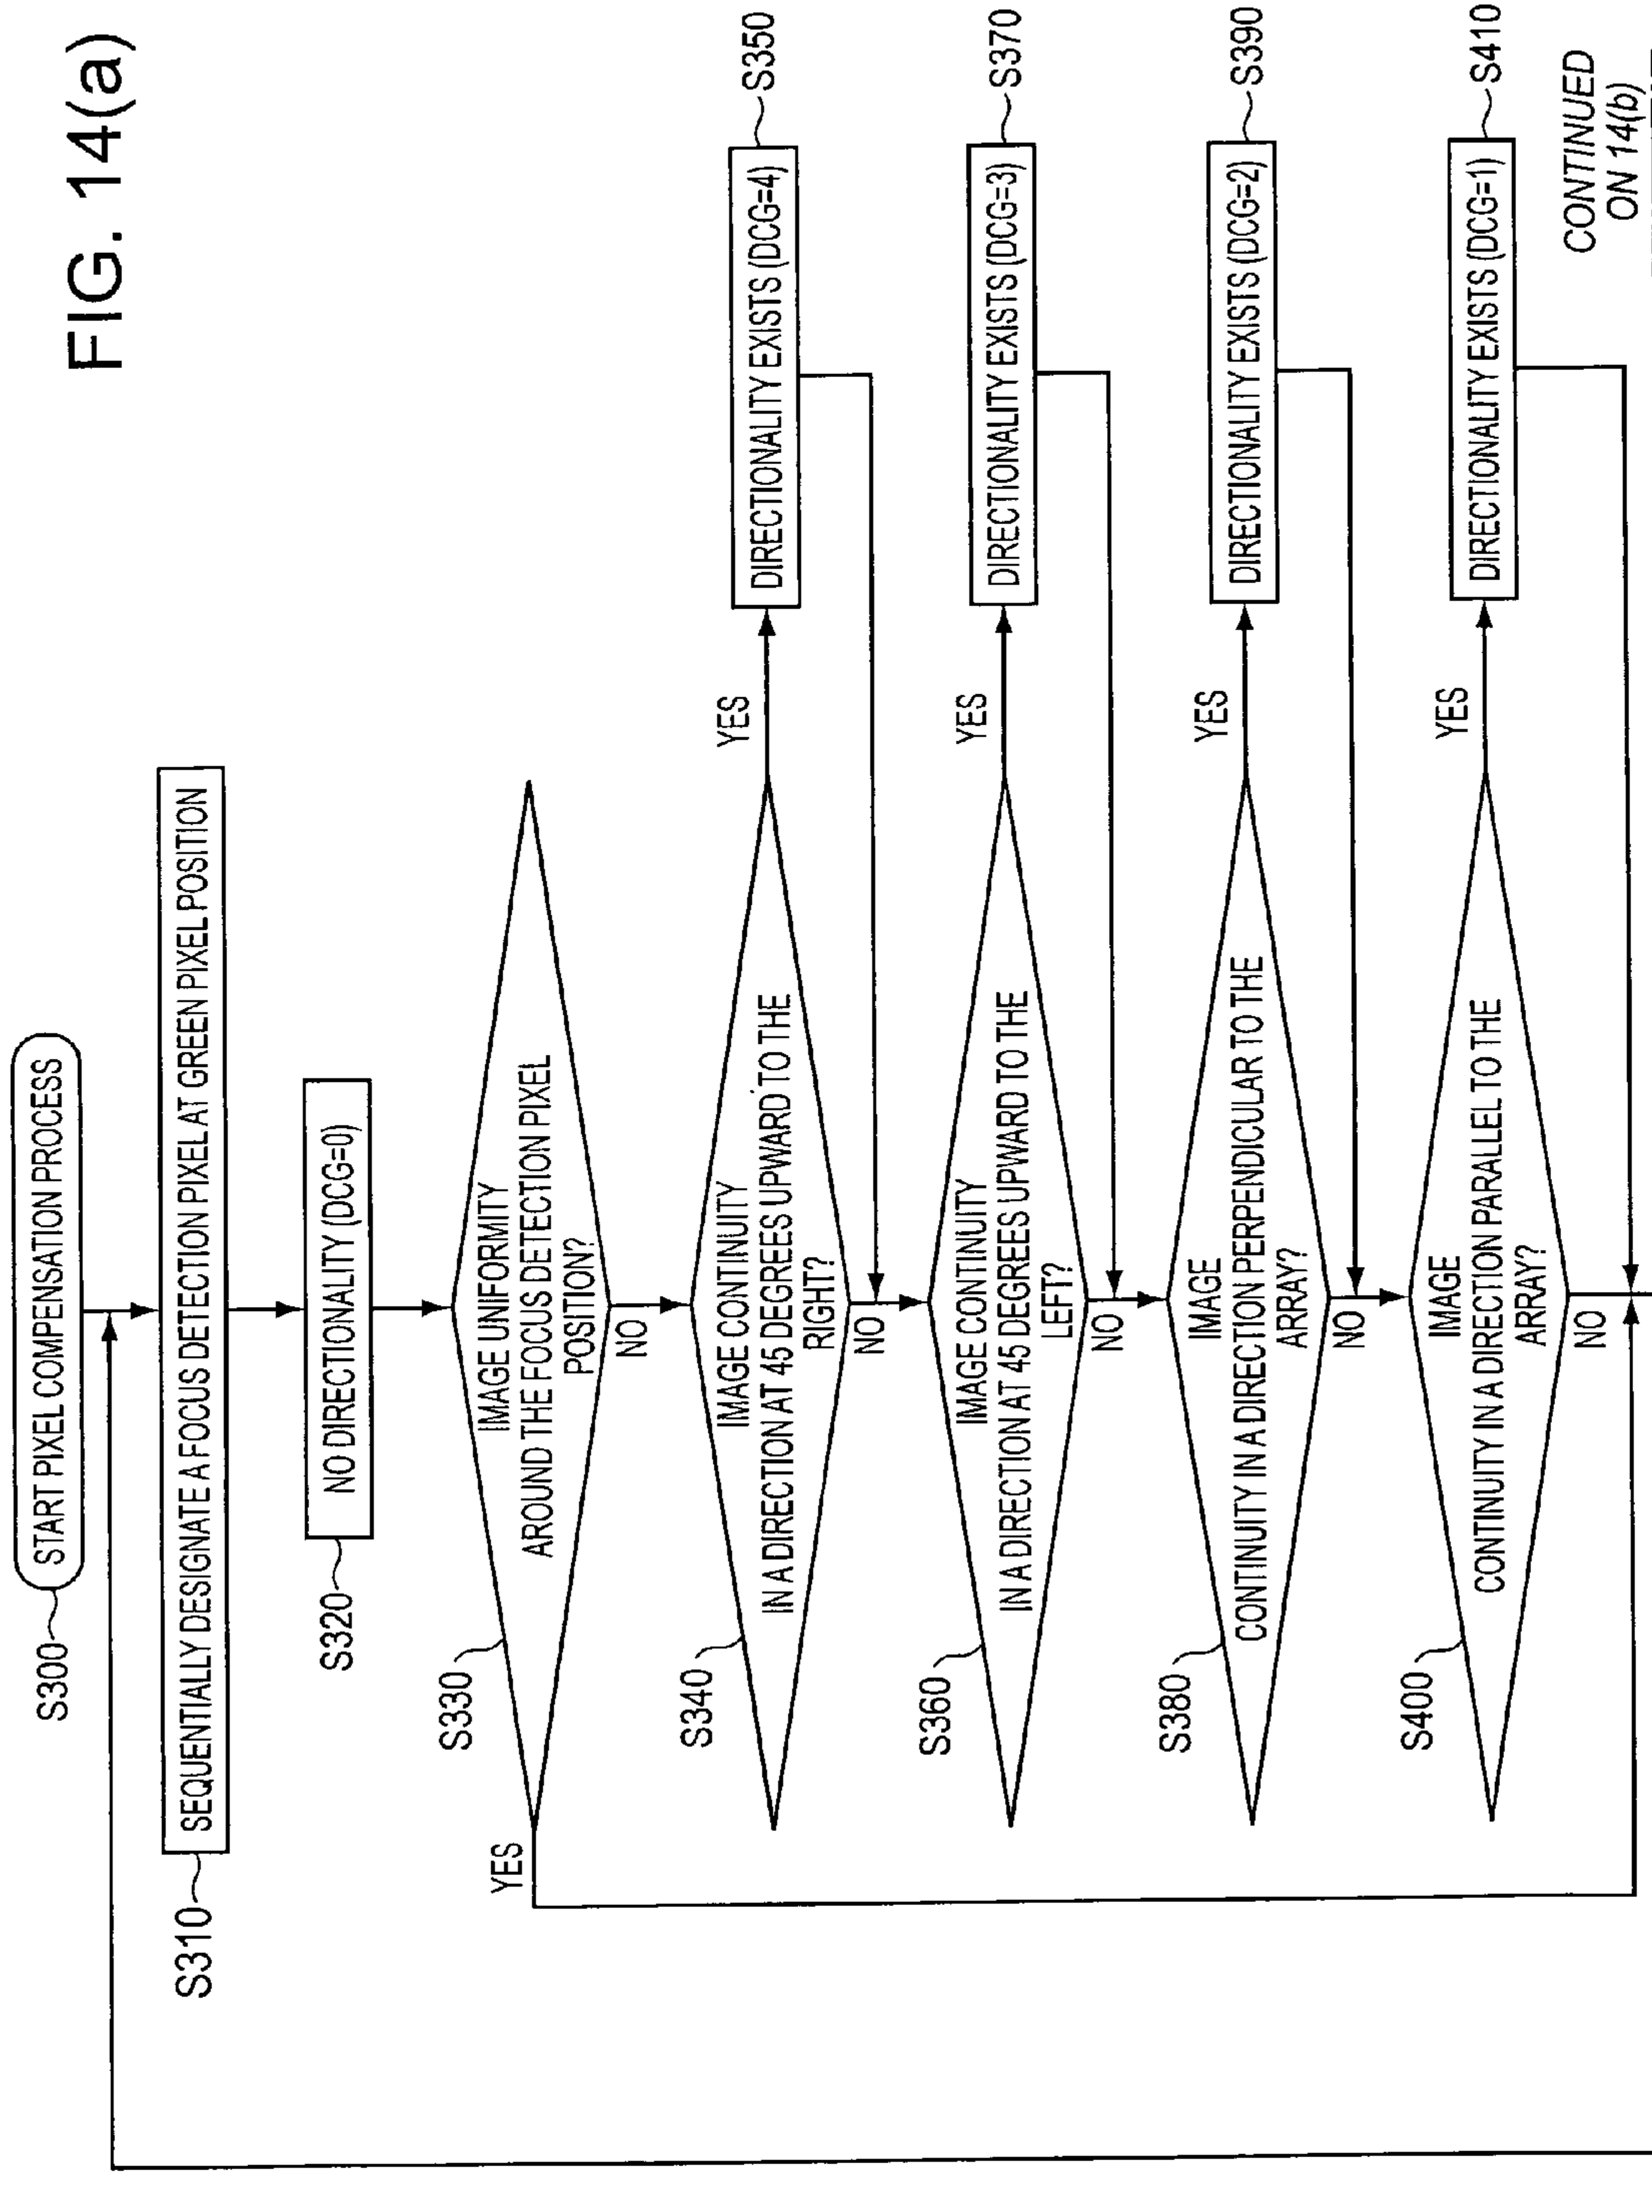 FIG. 14(a)
START PIXEL COMPENSATION PROCESS
S300
SEQUENTIALLY DESIGNATE A FOCUS DETECTION PIXEL AT GREEN PIXEL POSITION
S310
NO DIRECTIONALITY (DCG=0)
S320
S330
IMAGE UNIFORMITY
AROUND THE FOCUS DETECTION PIXEL
POSITION?
YES
NO
S340
IMAGE CONTINUITY
IN A DIRECTION AT 45 DEGREES UPWARD TO THE
RIGHT?
YES
DIRECTIONALITY EXISTS (DCG=4)
S350
NO
S360
IMAGE CONTINUITY
IN A DIRECTION AT 45 DEGREES UPWARD TO THE
LEFT?
YES
DIRECTIONALITY EXISTS (DCG=3)
S370
NO
S380
IMAGE
CONTINUITY IN A DIRECTION PERPENDICULAR TO THE
ARRAY?
YES
DIRECTIONALITY EXISTS (DCG=2)
S390
NO
S400
IMAGE
CONTINUITY IN A DIRECTION PARALLEL TO THE
ARRAY?
YES
DIRECTIONALITY EXISTS (DCG=1)
S410
NO
CONTINUED
ON 14(b)